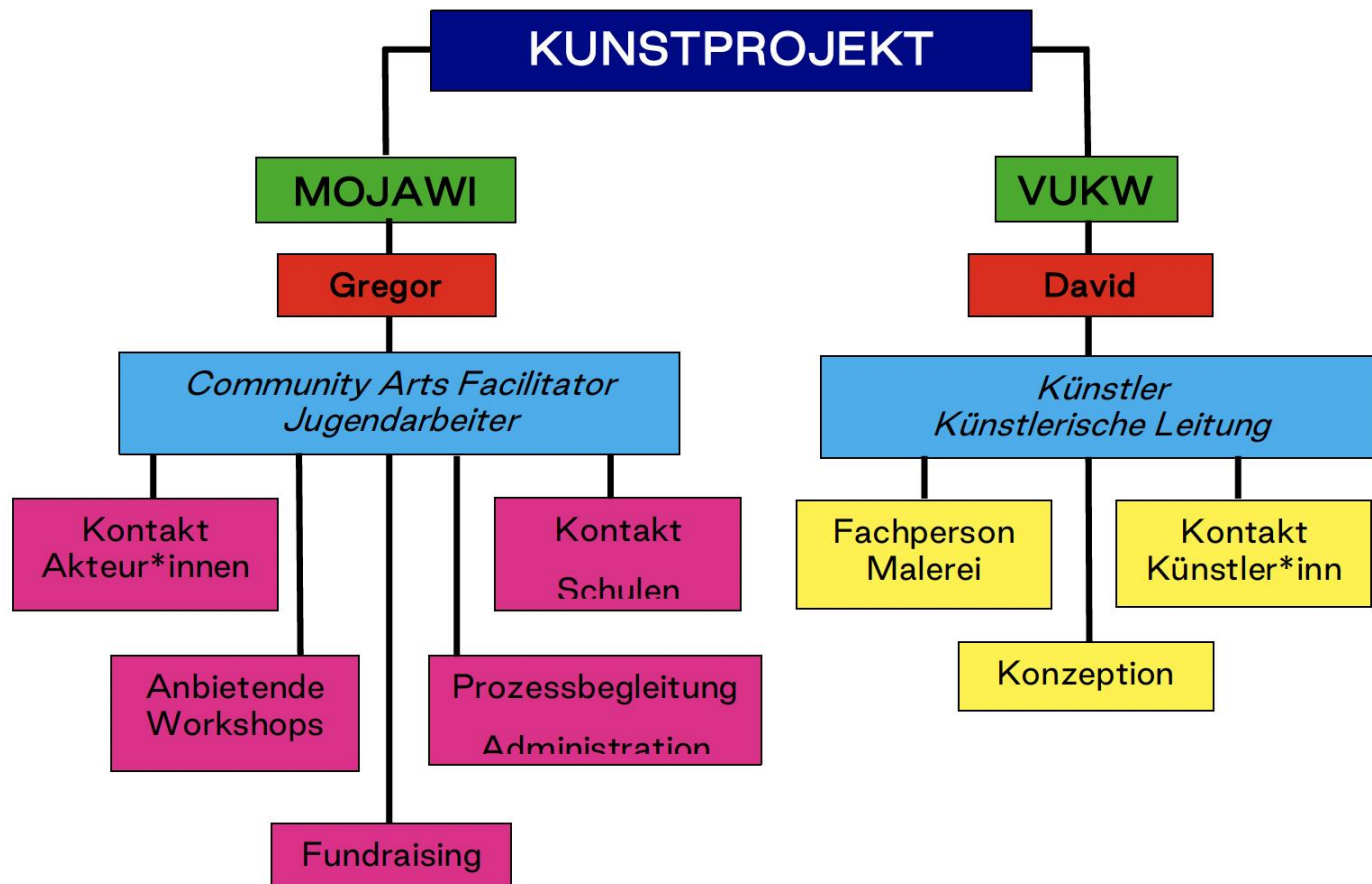 KUNSTPROJEKT
MOJAWI
VUKW
Gregor
David
Community Arts Facilitator
Jugendarbeiter
Künstler
Künstlerische Leitung
Kontakt
Akteur*innen
Kontakt
Schulen
Fachperson
Malerei
Kontakt
Künstler*inn
Anbietende
Workshops
Prozessbegleitung
Administration
Konzeption
Fundraising